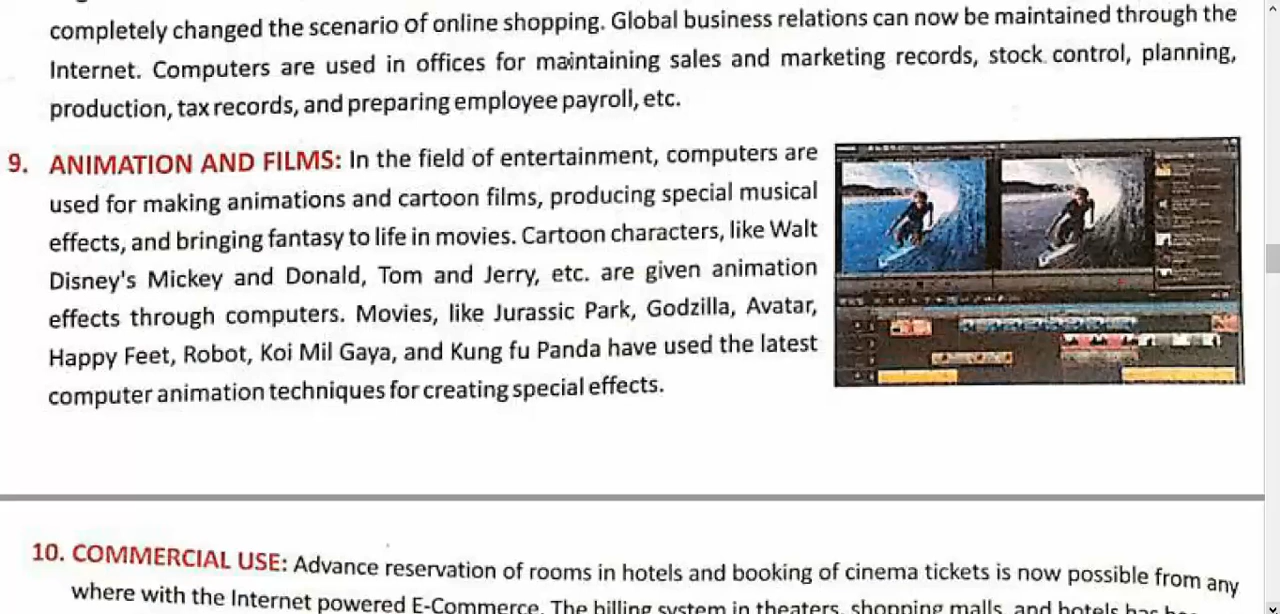 completely changed the scenario of online shopping. Global business relations can now be maintained through the
Internet. Computers are used in offices for maintaining sales and marketing records, stock control, planning,
production, tax records, and preparing employee payroll, etc.
9. ANIMATION AND FILMS: In the field of entertainment, computers are
used for making animations and cartoon films, producing special musical
effects, and bringing fantasy to life in movies. Cartoon characters, like Walt
Disney's Mickey and Donald, Tom and Jerry, etc. are given animation
effects through computers. Movies, like Jurassic Park, Godzilla, Avatar,
Happy Feet, Robot, Koi Mil Gaya, and Kung fu Panda have used the latest
computer animation techniques for creating special effects.
10. COMMERCIAL USE: Advance reservation of rooms in hotels and booking of cinema tickets is now possible from any
where with the Internet powered E-Commerce. The billing system in theaters, shopping malls, and hotels has